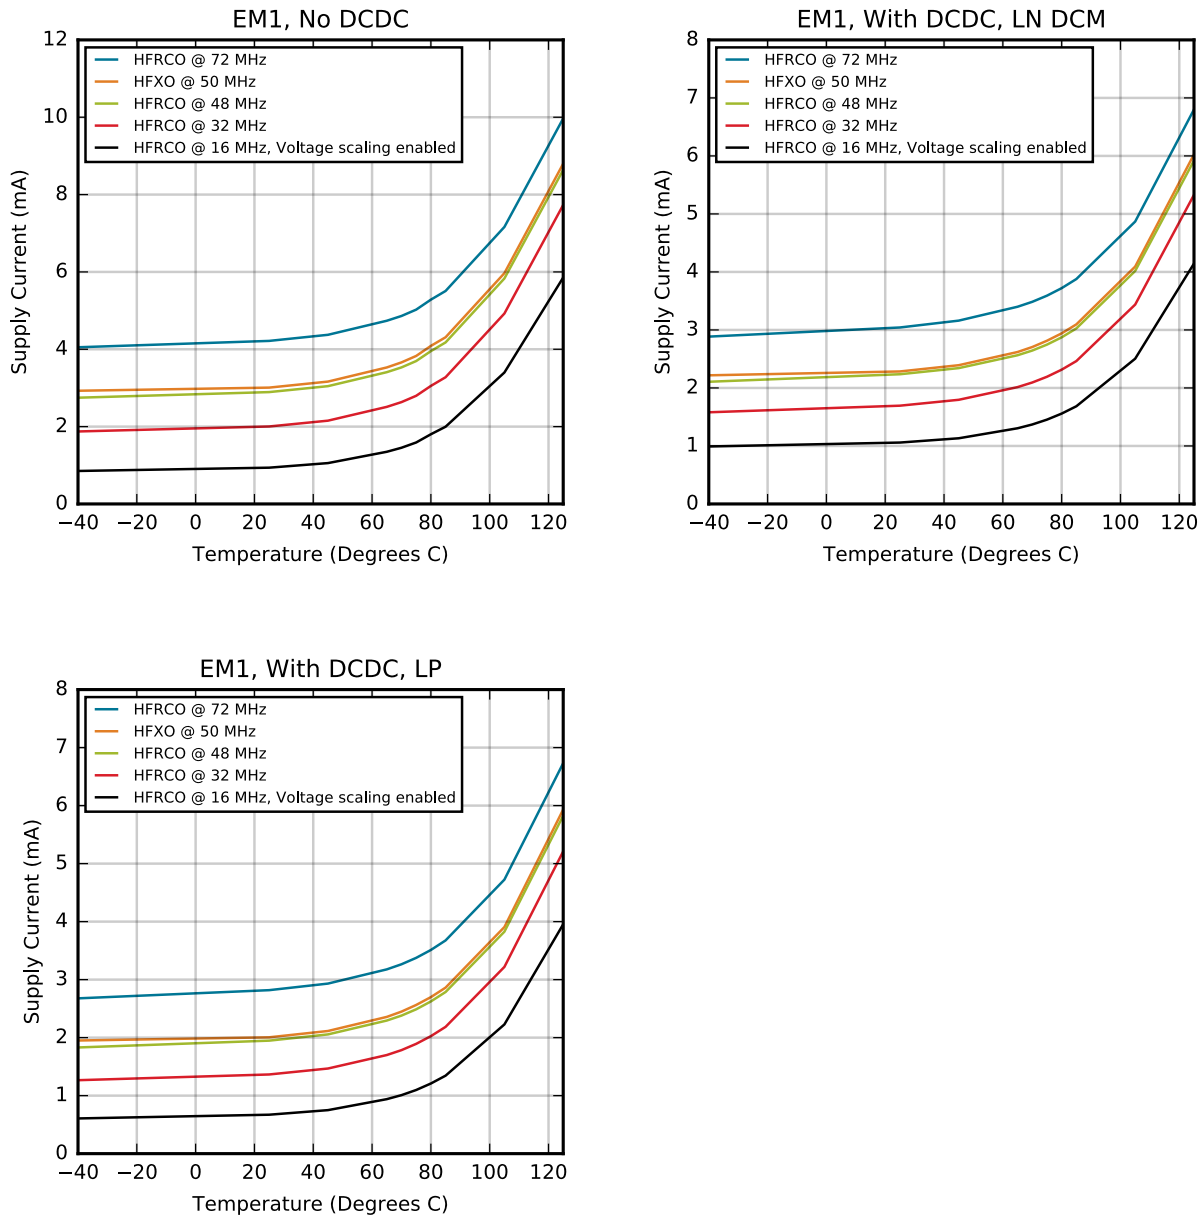 EM1, No DCDC
12
10
8
6
4
2
0
Supply Current (mA)
HFRCO @ 72 MHz
HFXO @ 50 MHz
HFRCO @ 48 MHz
HFRCO @ 32 MHz
HFRCO @ 16 MHz, Voltage scaling enabled
−40 −20 0 20 40 60 80 100 120
Temperature (Degrees C)
EM1, With DCDC, LN DCM
8
7
6
5
4
3
2
1
0
Supply Current (mA)
HFRCO @ 72 MHz
HFXO @ 50 MHz
HFRCO @ 48 MHz
HFRCO @ 32 MHz
HFRCO @ 16 MHz, Voltage scaling enabled
−40 −20 0 20 40 60 80 100 120
Temperature (Degrees C)
EM1, With DCDC, LP
8
7
6
5
4
3
2
1
0
Supply Current (mA)
HFRCO @ 72 MHz
HFXO @ 50 MHz
HFRCO @ 48 MHz
HFRCO @ 32 MHz
HFRCO @ 16 MHz, Voltage scaling enabled
−40 −20 0 20 40 60 80 100 120
Temperature (Degrees C)